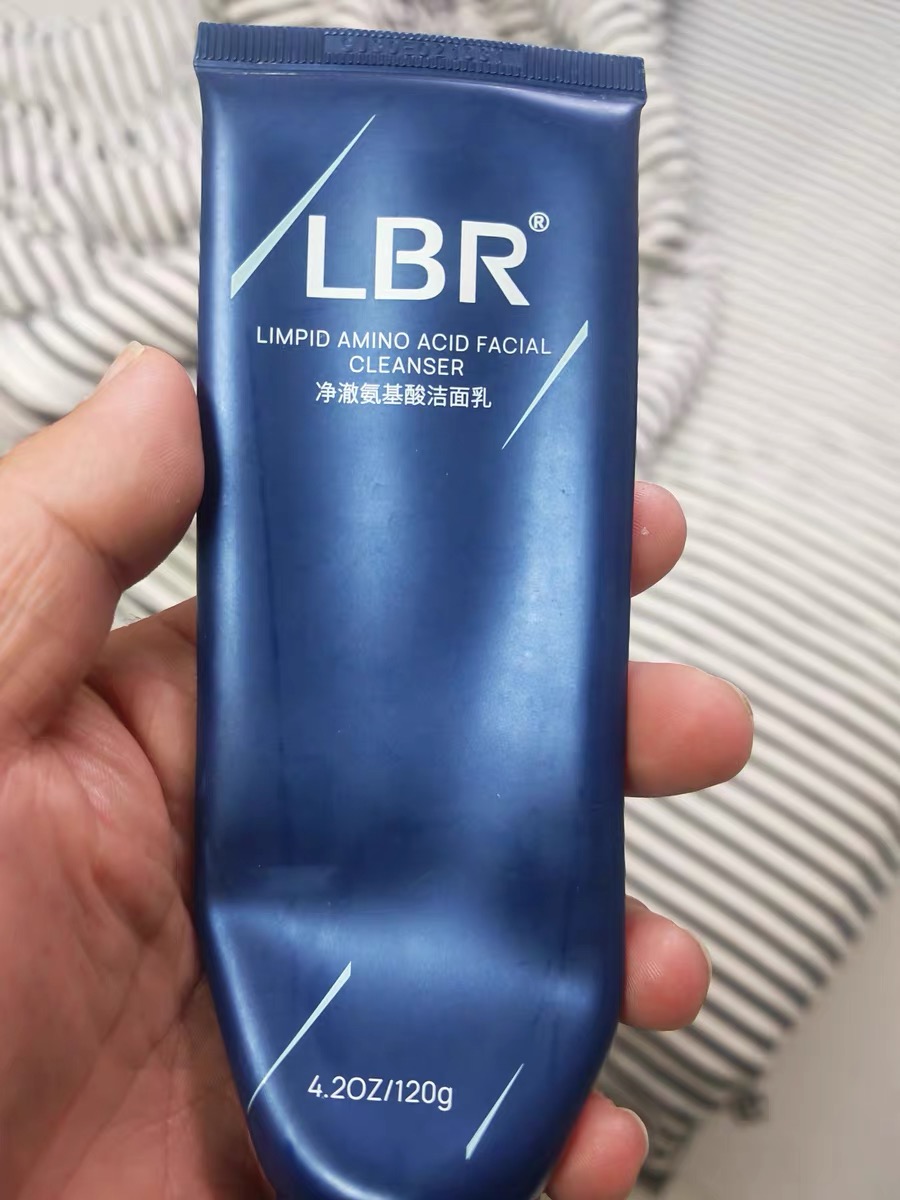 LBR®
LIMPID AMINO ACID FACIAL
CLEANSER
净澈氨基酸洁面乳
4.2OZ/120g